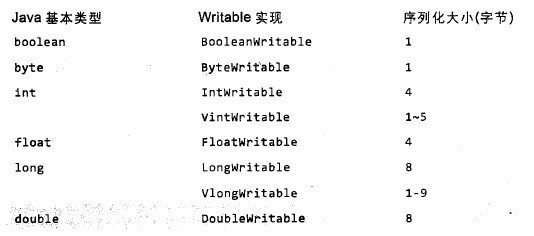 Java 基本类型 Writable 实现 序列化大小(字节)
boolean BooleanWritable 1
byte ByteWritable 1
int IntWritable 4
VintWritable 1~5
float FloatWritable 4
long LongWritable 8
VlongWritable 1-9
double DoubleWritable 8